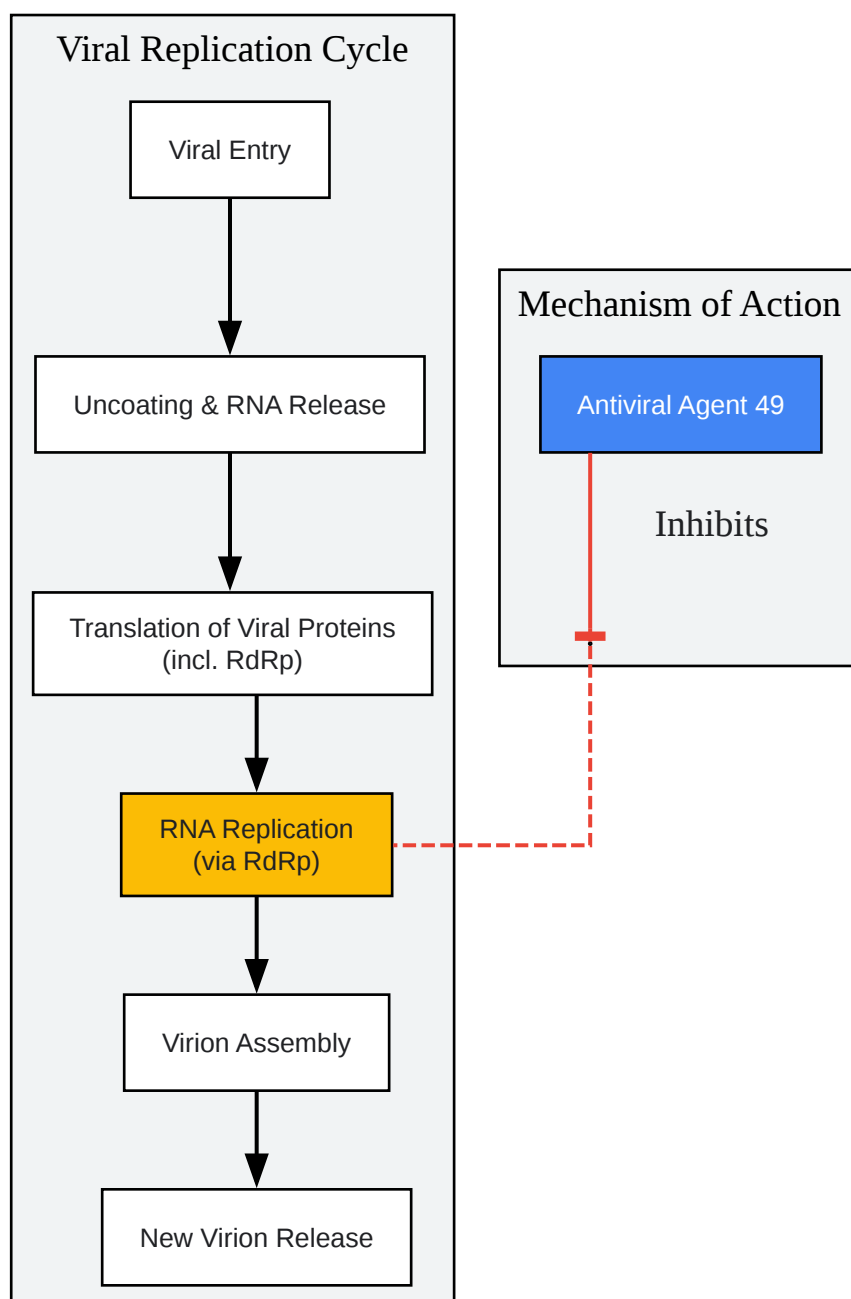 Viral Replication Cycle
Viral Entry
Uncoating & RNA Release
Translation of Viral Proteins
(incl. RdRp)
RNA Replication
(via RdRp)
Virion Assembly
New Virion Release
Mechanism of Action
Antiviral Agent 49
Inhibits